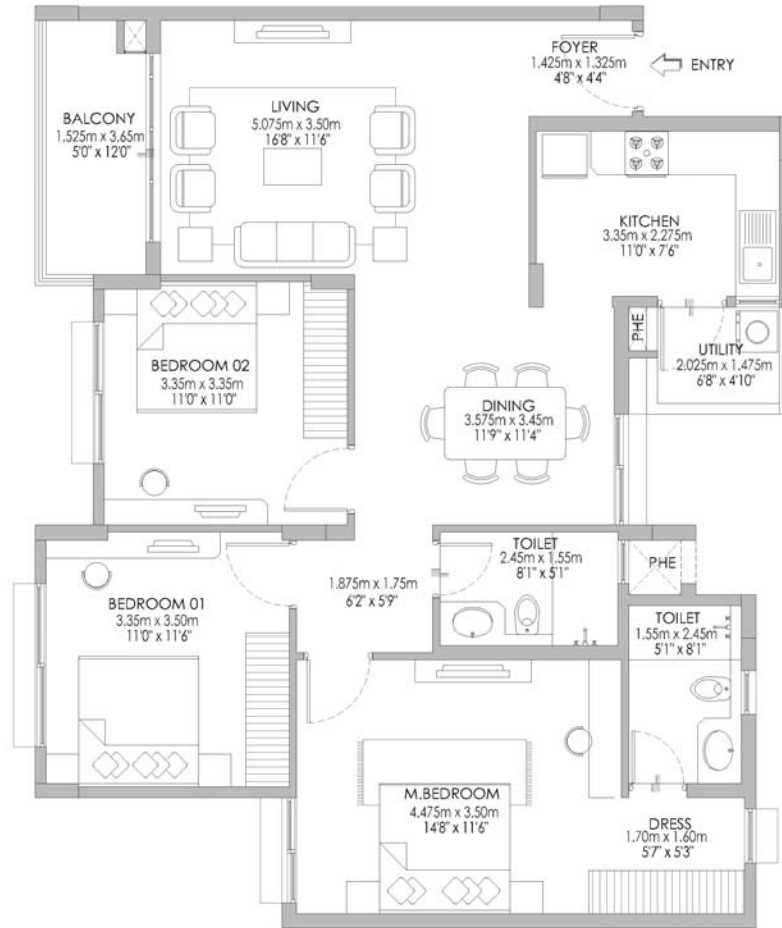 FOYER
1.425m x 1.325m
4'8" x 4'4"
ENTRY
BALCONY
1.525m x 3.65m
5'0" x 12'0"
LIVING
5.075m x 3.50m
16'8" x 11'6"
KITCHEN
3.35m x 2.275m
11'0" x 7'6"
PHE
UTILITY
2.025m x 1.475m
6'8" x 4'10"
BEDROOM 02
3.35m x 3.35m
11'0" x 11'0"
DINING
3.575m x 3.45m
11'9" x 11'4"
TOILET
2.45m x 1.55m
8'1" x 5'1"
PHE
1.875m x 1.75m
6'2" x 5'9"
BEDROOM 01
3.35m x 3.50m
11'0" x 11'6"
TOILET
1.55m x 2.45m
5'1" x 8'1"
M.BEDROOM
4.475m x 3.50m
14'8" x 11'6"
DRESS
1.70m x 1.60m
5'7" x 5'3"